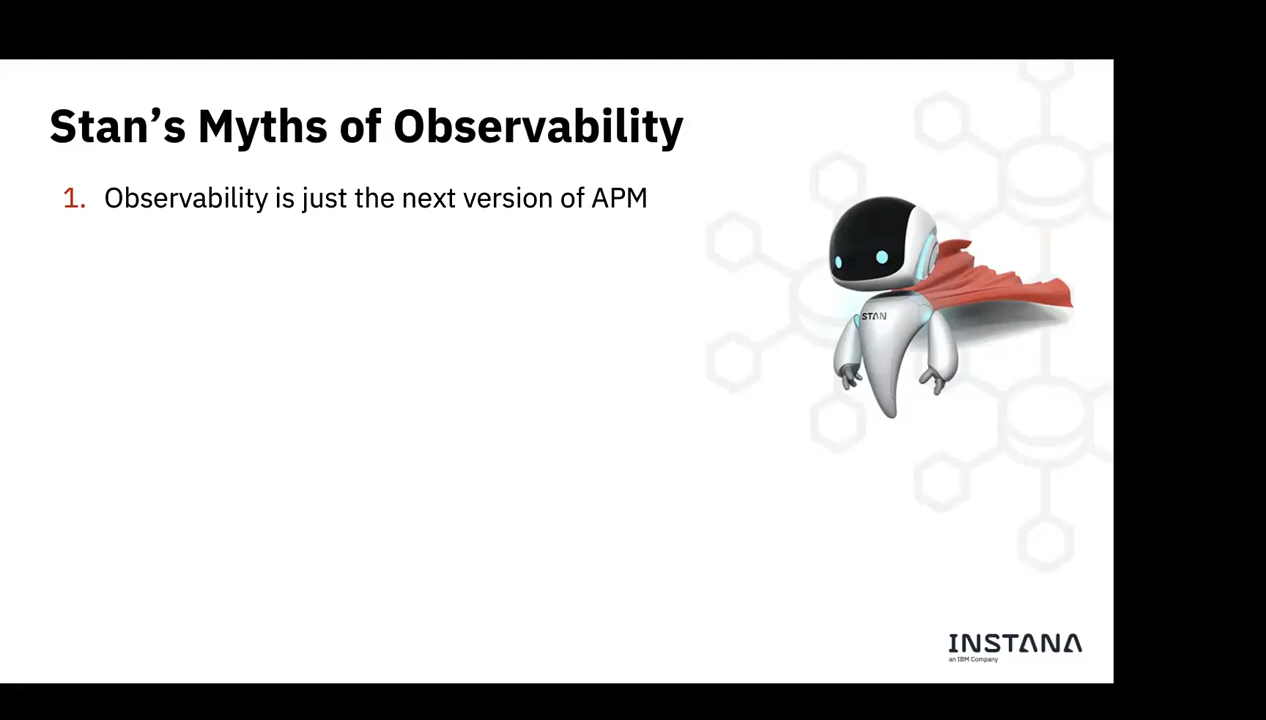 Stan’s Myths of Observability
1. Observability is just the next version of APM
STAN
INSTANA
an IBM Company